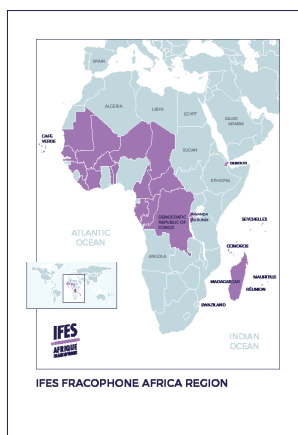 SPAIN
ALGERIA
LIBYA
EGYPT
SAUDI
ARABIA
CAPE
VERDE
SUDAN
DJIBOUTI
ETHIOPIA
DEMOCRATIC
REPUBLIC OF
CONGO
RWANDA
BURUNDI
SEYCHELLES
ATLANTIC
OCEAN
COMOROS
ANGOLA
MADAGASCAR
MAURITIUS
RÉUNION
SWAZILAND
INDIAN
OCEAN
IFES
AFRIQUE
FRANCOPHONE
IFES FRACOPHONE AFRICA REGION